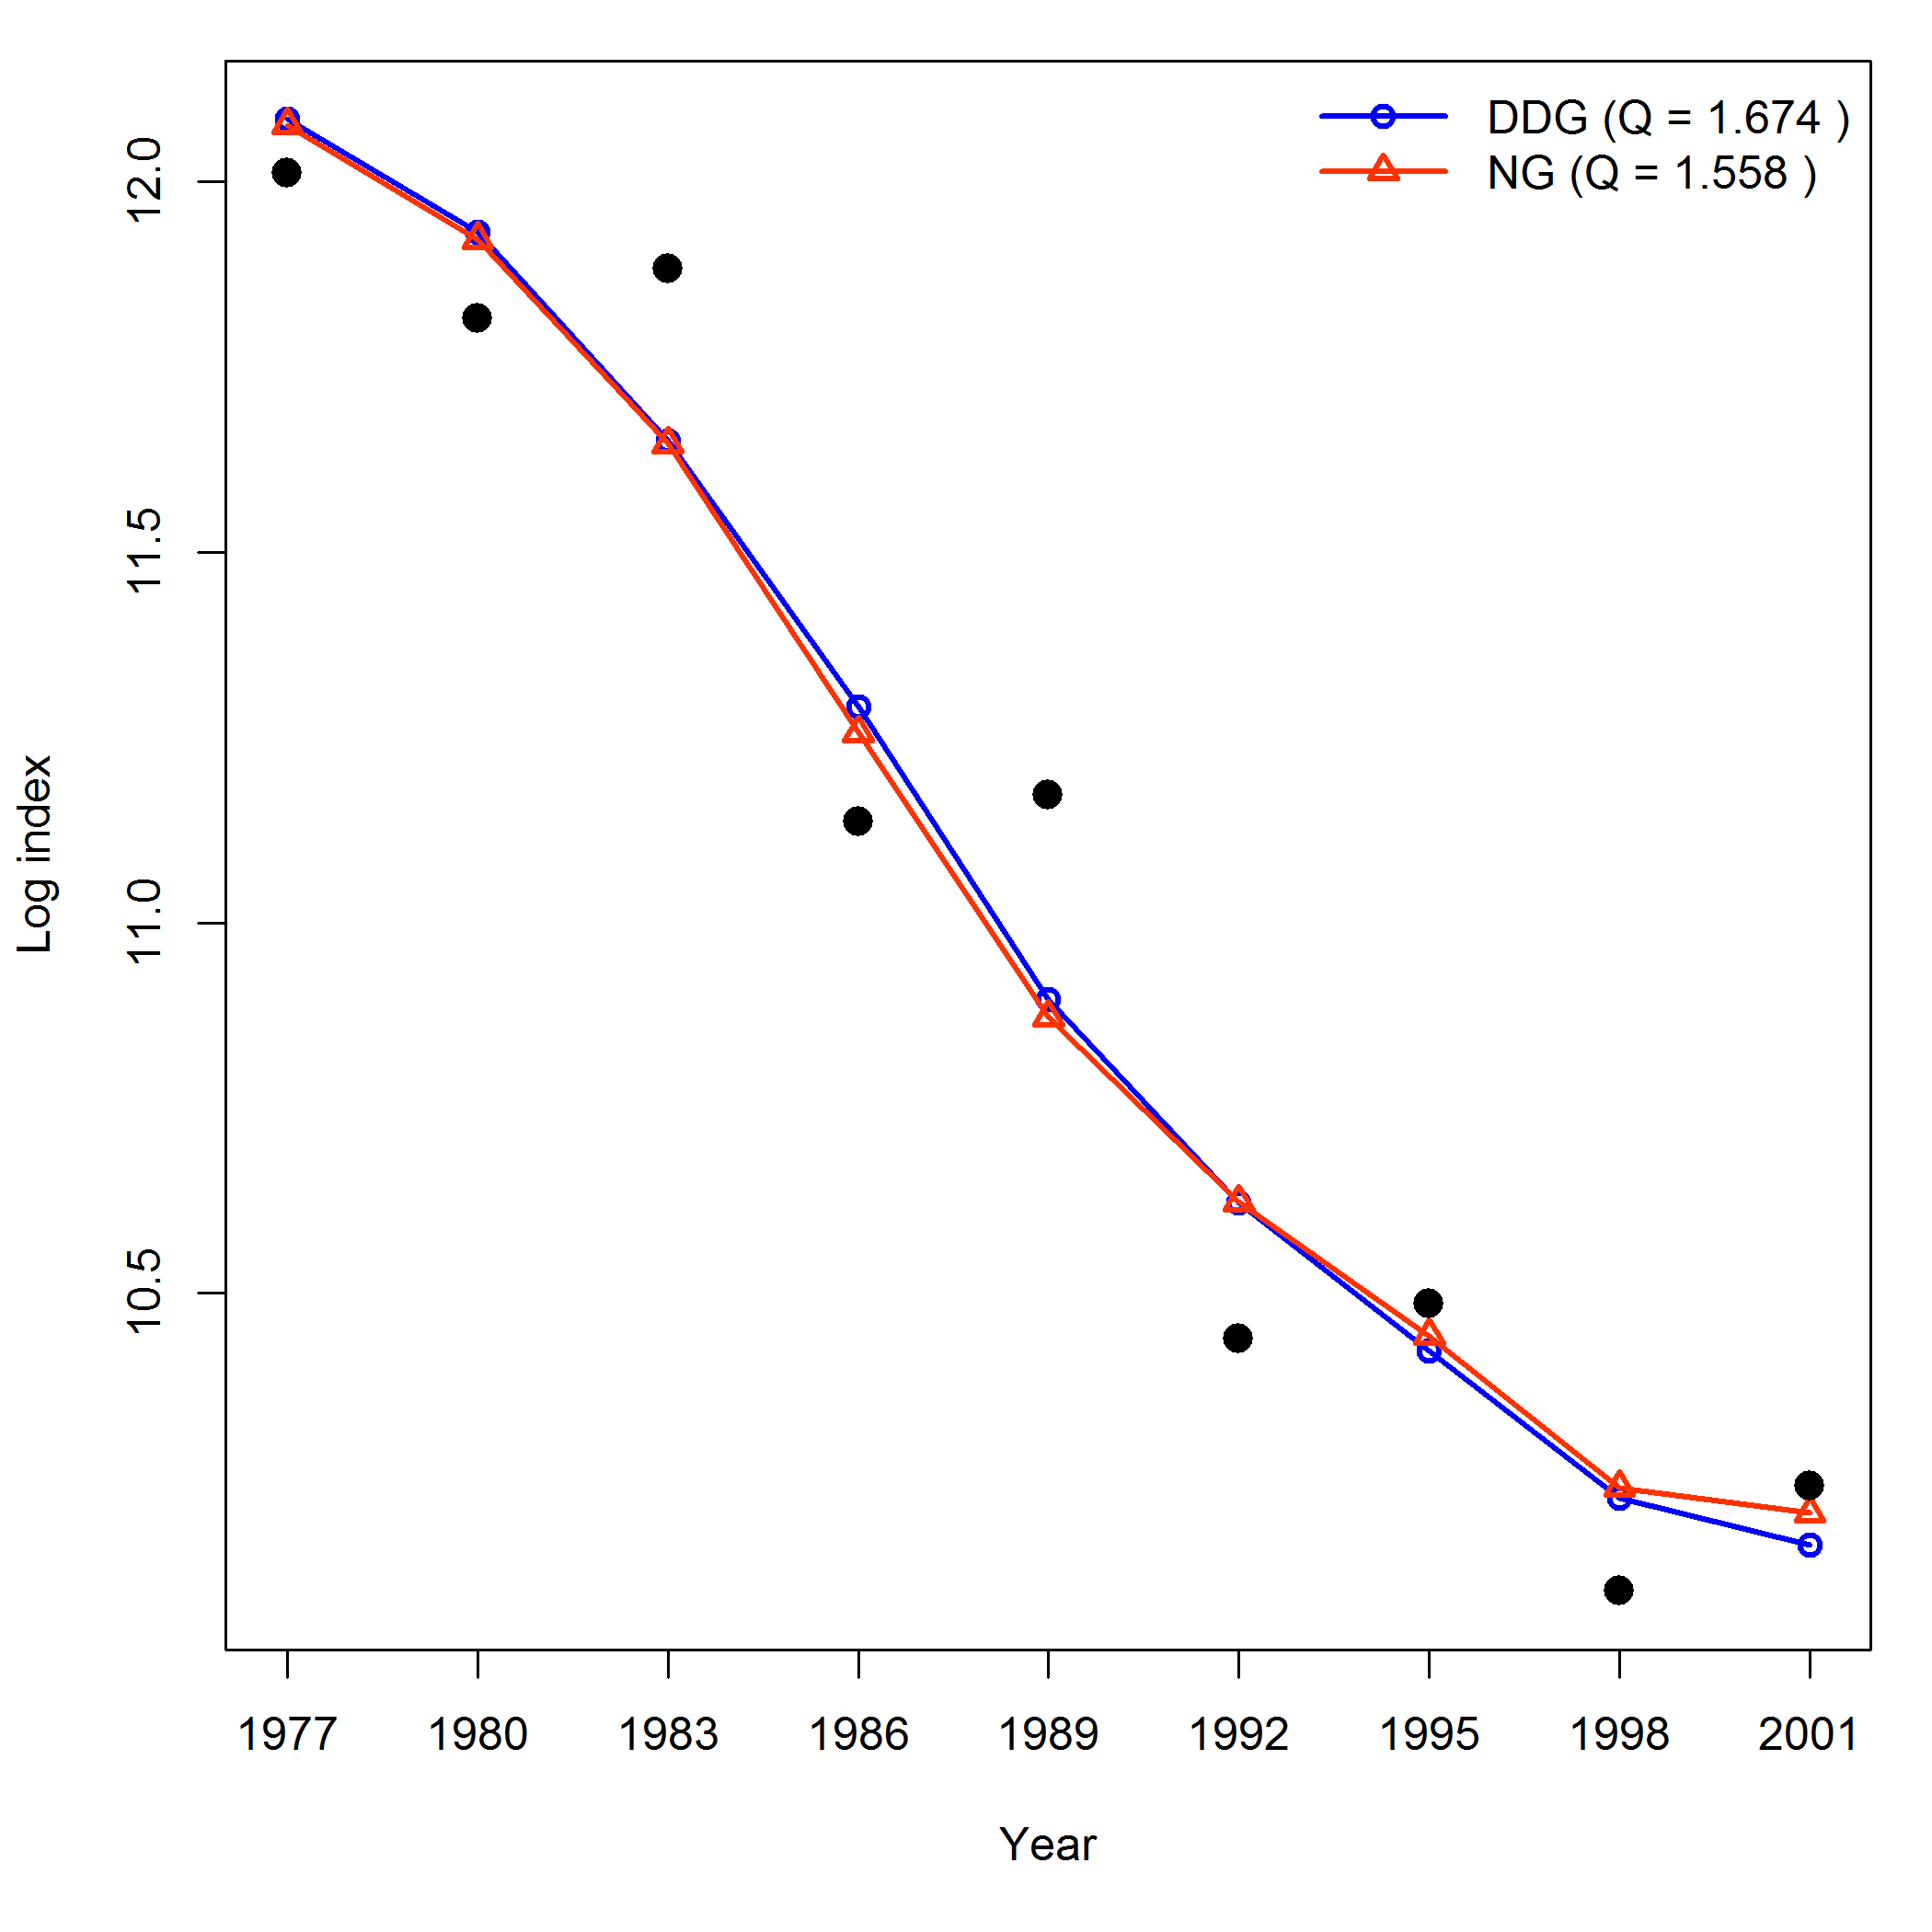 DDG (Q = 1.674 )
NG (Q = 1.558 )
12.0
11.5
11.0
10.5
Log index
1977 1980 1983 1986 1989 1992 1995 1998 2001
Year